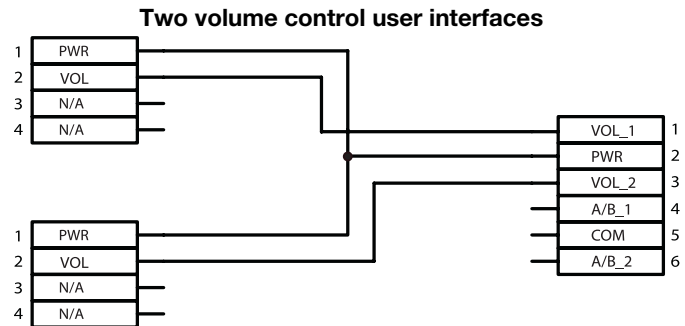 Two volume control user interfaces
1 PWR
2 VOL
3 N/A
4 N/A
VOL_1 1
PWR 2
VOL_2 3
A/B_1 4
COM 5
A/B_2 6
1 PWR
2 VOL
3 N/A
4 N/A